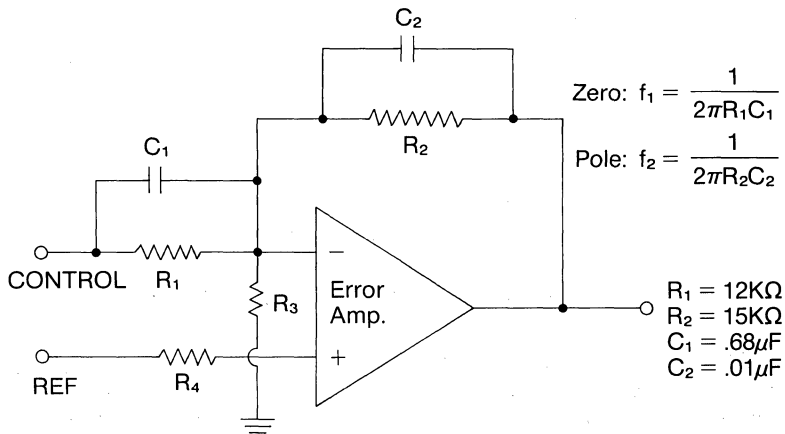 C₂
Zero: f₁ = 1 / 2πR₁C₁
R₂
C₁
Pole: f₂ = 1 / 2πR₂C₂
−
CONTROL
R₁
Error
Amp.
R₃
R₁ = 12KΩ
R₂ = 15KΩ
C₁ = .68μF
C₂ = .01μF
+
REF
R₄